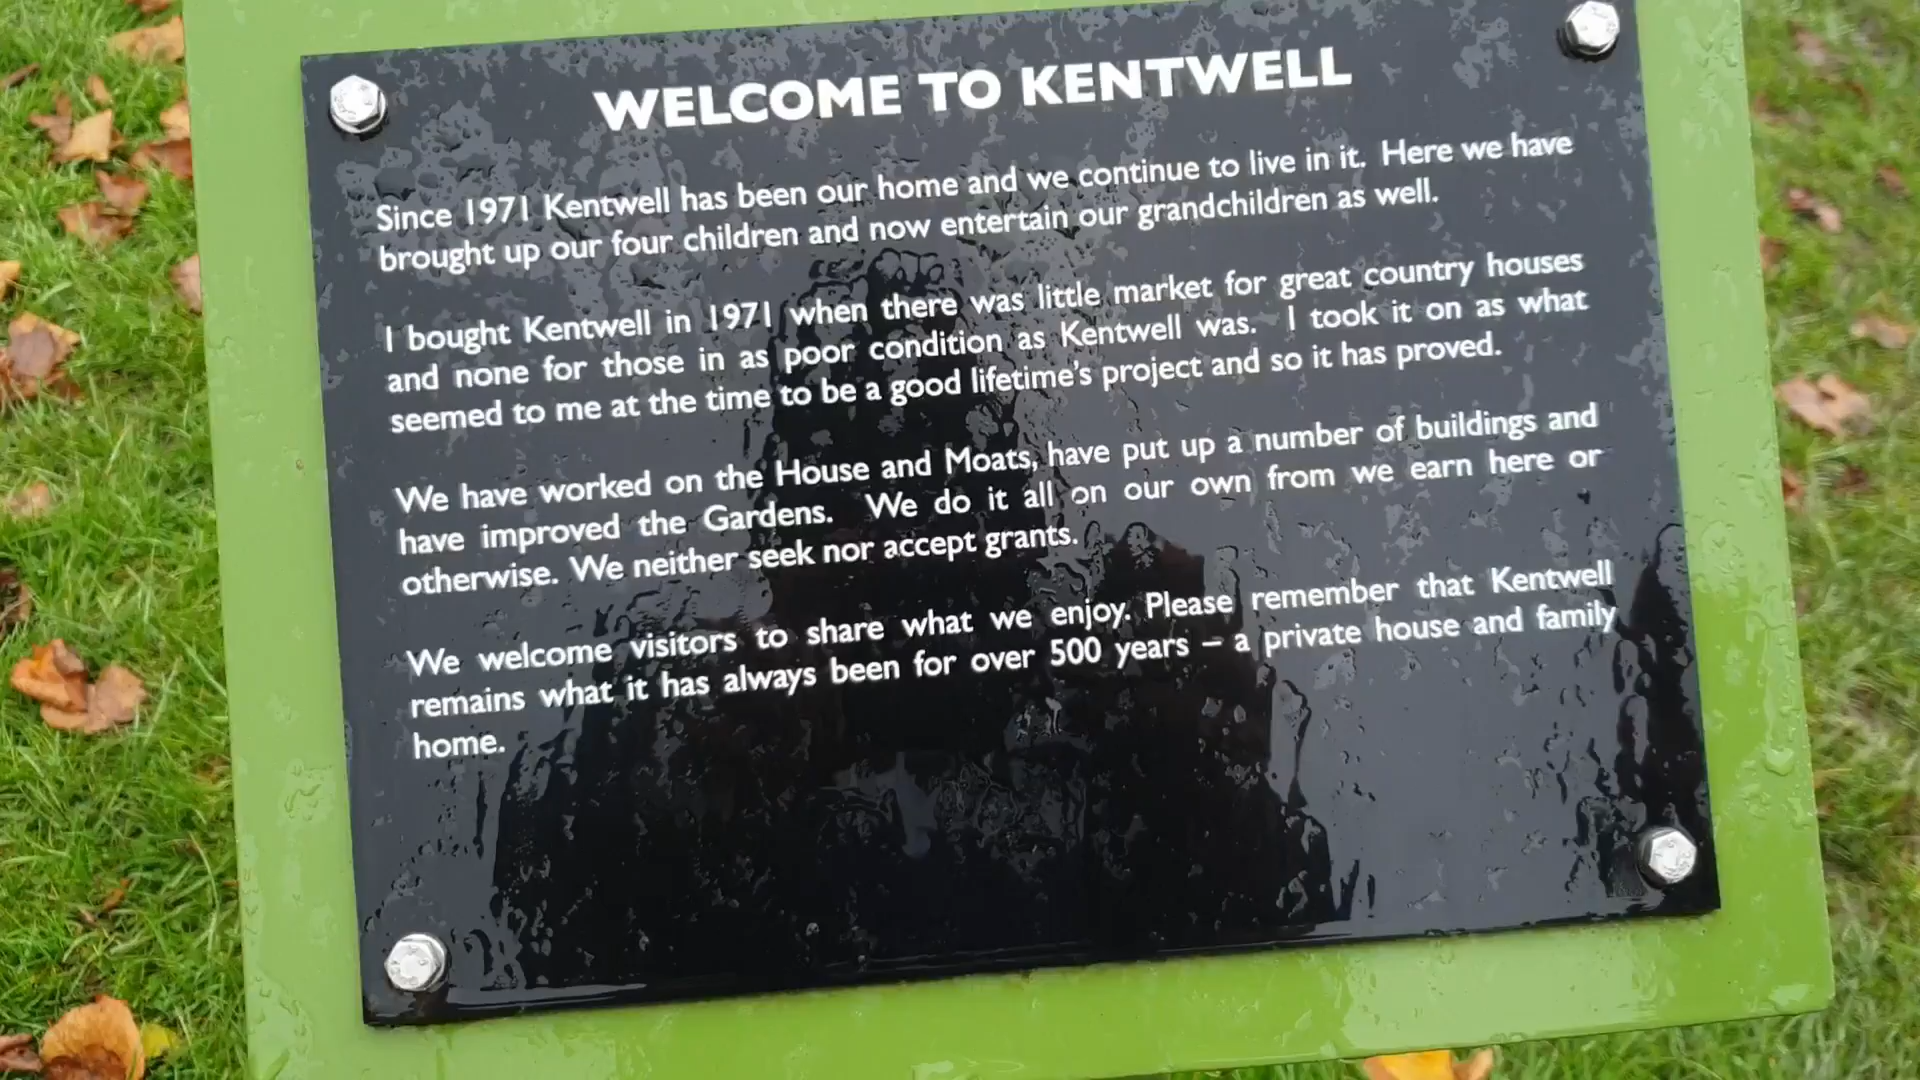 WELCOME TO KENTWELL
Since 1971 Kentwell has been our home and we continue to live in it. Here we have
brought up our four children and now entertain our grandchildren as well.
I bought Kentwell in 1971 when there was little market for great country houses
and none for those in as poor condition as Kentwell was. I took it on as what
seemed to me at the time to be a good lifetime's project and so it has proved.
We have worked on the House and Moats, have put up a number of buildings and
have improved the Gardens. We do it all on our own from we earn here or
otherwise. We neither seek nor accept grants.
We welcome visitors to share what we enjoy. Please remember that Kentwell
remains what it has always been for over 500 years – a private house and family
home.